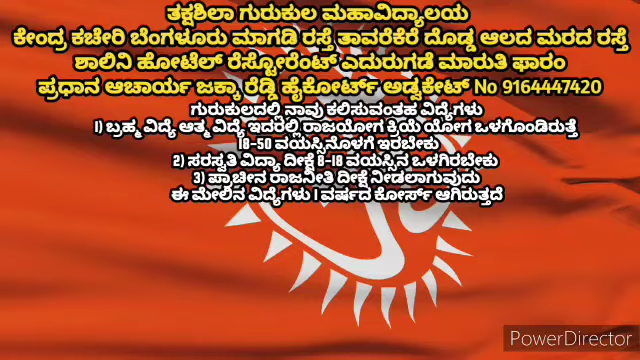 ತಕ್ಷಶಿಲಾ ಗುರುಕುಲ ಮಹಾವಿದ್ಯಾಲಯ
ಕೇಂದ್ರ ಕಚೇರಿ ಬೆಂಗಳೂರು ಮಾಗಡಿ ರಸ್ತೆ ತಾವರೆಕೆರೆ ದೊಡ್ಡ ಆಲದ ಮರದ ರಸ್ತೆ
ಶಾಲಿನಿ ಹೋಟೆಲ್ ರೆಸ್ಟೋರೆಂಟ್ ಎದುರುಗಡೆ ಮಾರುತಿ ಫಾರಂ
ಪ್ರಧಾನ ಆಚಾರ್ಯ ಜಕ್ಕಾ ರೆಡ್ಡಿ ಹೈಕೋರ್ಟ್ ಅಡ್ವಕೇಟ್ No 9164447420
ಗುರುಕುಲದಲ್ಲಿ ನಾವು ಕಲಿಸುವಂತಹ ವಿದ್ಯೆಗಳು
1) ಬ್ರಹ್ಮ ವಿದ್ಯೆ ಆತ್ಮ ವಿದ್ಯೆ ಇದರಲ್ಲಿ ರಾಜಯೋಗ ಕ್ರಿಯೆ ಯೋಗ ಒಳಗೊಂಡಿರುತ್ತೆ
18-50 ವಯಸ್ಸಿನೊಳಗೆ ಇರಬೇಕು
2) ಸರಸ್ವತಿ ವಿದ್ಯಾ ದೀಕ್ಷೆ 8-18 ವಯಸ್ಸಿನ ಒಳಗಿರಬೇಕು
3) ಪ್ರಾಚೀನ ರಾಜನೀತಿ ದೀಕ್ಷೆ ನೀಡಲಾಗುವುದು
ಈ ಮೇಲಿನ ವಿದ್ಯೆಗಳು 1 ವರ್ಷದ ಕೋರ್ಸ್ ಆಗಿರುತ್ತದೆ
PowerDirector